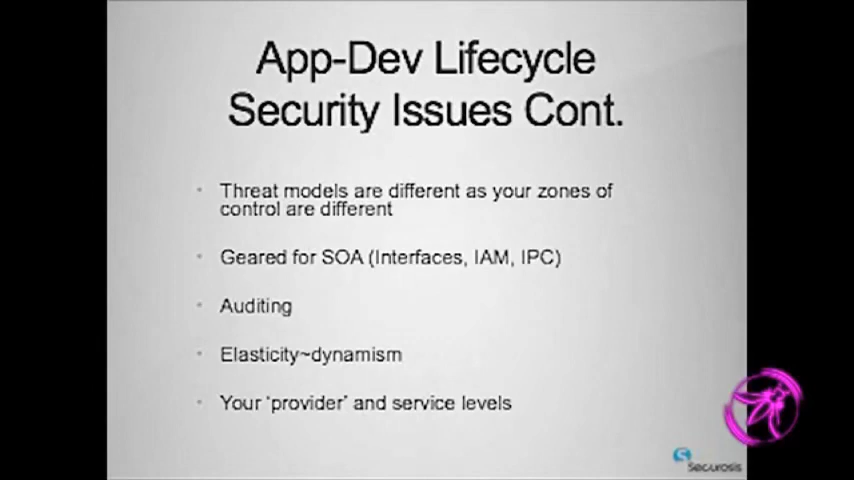 App-Dev Lifecycle
Security Issues Cont.
Threat models are different as your zones of
control are different
Geared for SOA (Interfaces, IAM, IPC)
Auditing
Elasticity~dynamism
Your ‘provider’ and service levels
Securosis